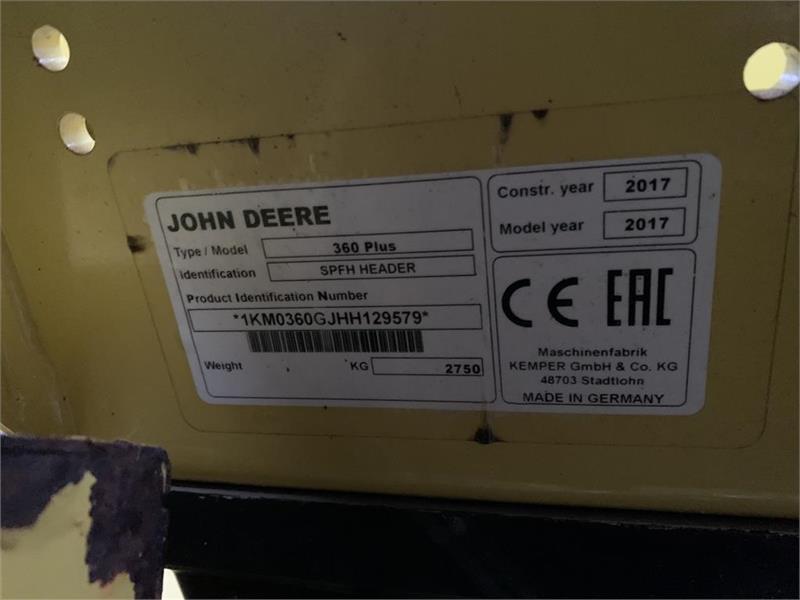 JOHN DEERE
Type / Model 360 Plus
Identification SPFH HEADER
Product Identification Number
*1KM0360GJHH129579*
Weight KG 2750
Constr. year 2017
Model year 2017
CE EAC
Maschinenfabrik
KEMPER GmbH & Co. KG
48703 Stadtlohn
MADE IN GERMANY